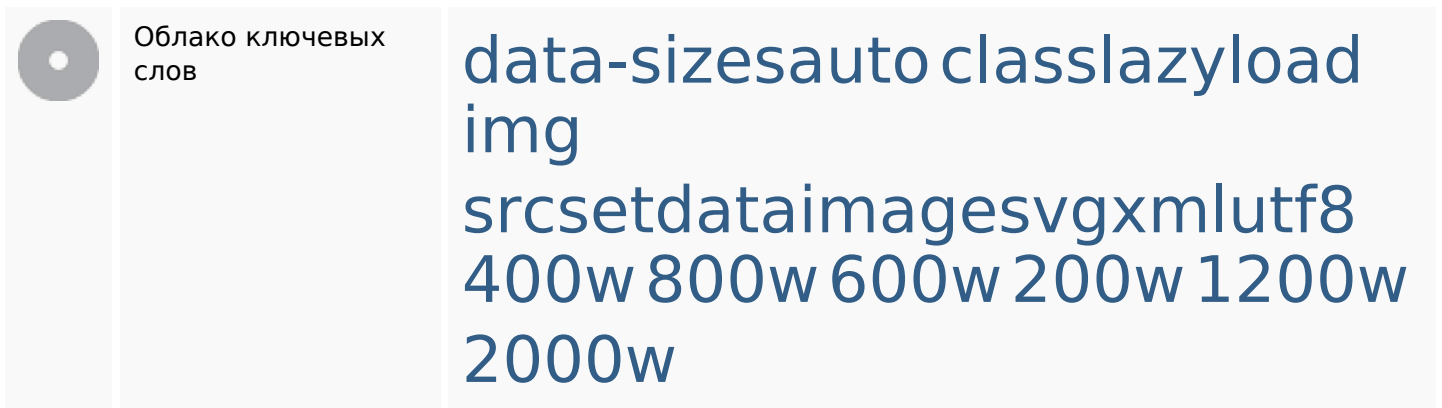 Облако ключевых
слов
data-sizesauto classlazyload
img
srcsetdataimagesvgxmlutf8
400w 800w 600w 200w 1200w
2000w